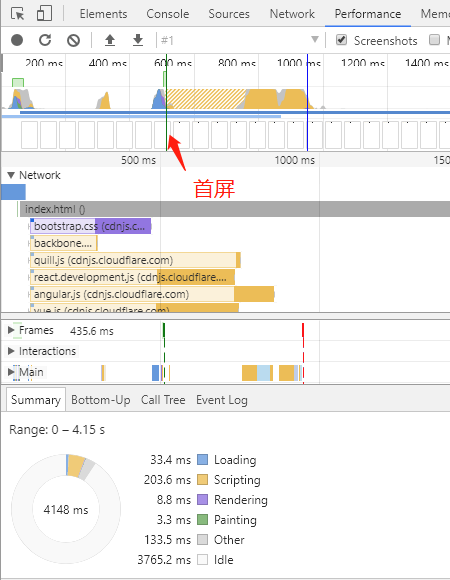 Elements Console Sources Network Performance Memo
#1 Screenshots
200 ms 400 ms 600 ms 800 ms 1000 ms 1200 ms 1400 ms
500 ms 1000 ms 150
首屏
▼ Network
index.html ()
bootstrap.css (cdnjs.c...
backbone....
quill.js (cdnjs.cloudflare.com)
react.development.js (cdnjs.cloudflare....
angular.js (cdnjs.cloudflare.com)
vue.js (cdnjs.cloudflare.com)
▶ Frames 435.6 ms
▶ Interactions
▶ Main
Summary Bottom-Up Call Tree Event Log
Range: 0 – 4.15 s
4148 ms
33.4 ms Loading
203.6 ms Scripting
8.8 ms Rendering
3.3 ms Painting
133.5 ms Other
3765.2 ms Idle